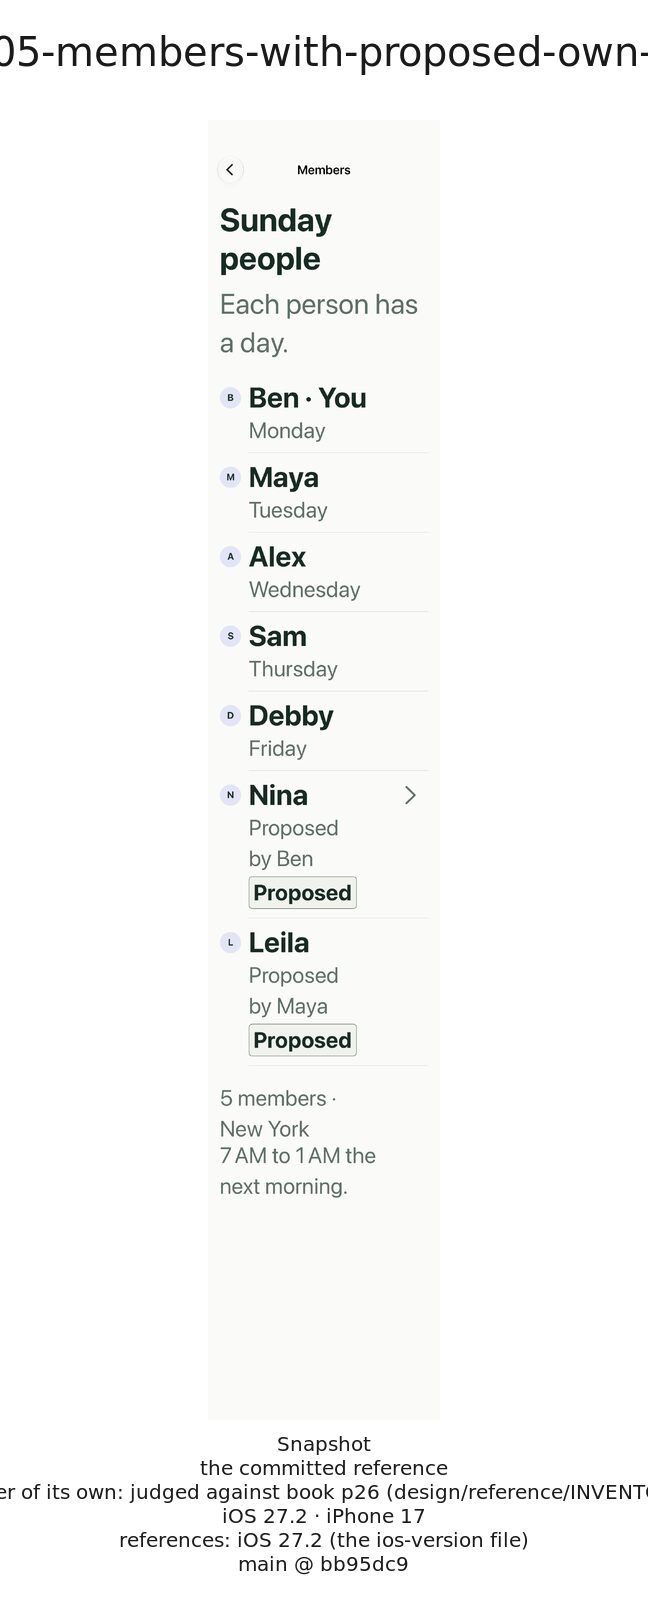 05-members-with-proposed-own-
Members
Sunday
people
Each person has
a day.
B
Ben · You
Monday
M
Maya
Tuesday
A
Alex
Wednesday
S
Sam
Thursday
D
Debby
Friday
N
Nina
Proposed
by Ben
Proposed
L
Leila
Proposed
by Maya
Proposed
5 members ·
New York
7 AM to 1 AM the
next morning.
Snapshot
the committed reference
of its own: judged against book p26 (design/reference/
iOS 27.2 · iPhone 17
references: iOS 27.2 (the ios-version file)
main @ bb95dc9